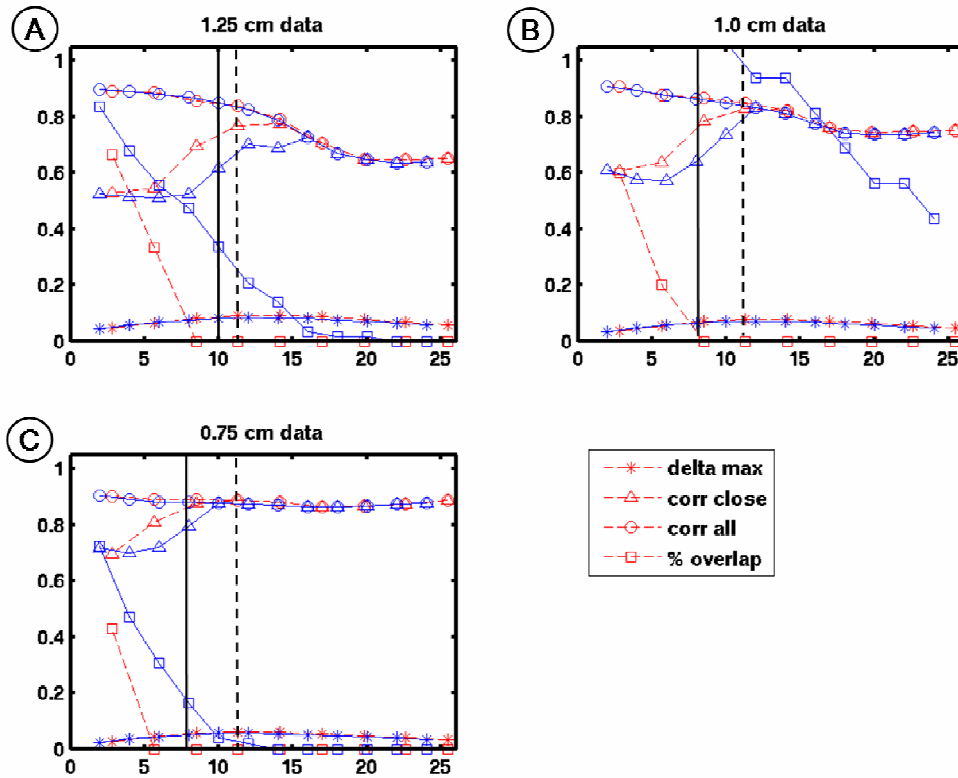 A
1.25 cm data
1
0.8
0.6
0.4
0.2
0
0 5 10 15 20 25
B
1.0 cm data
1
0.8
0.6
0.4
0.2
0
0 5 10 15 20 25
C
0.75 cm data
1
0.8
0.6
0.4
0.2
0
0 5 10 15 20 25
delta max
corr close
corr all
% overlap